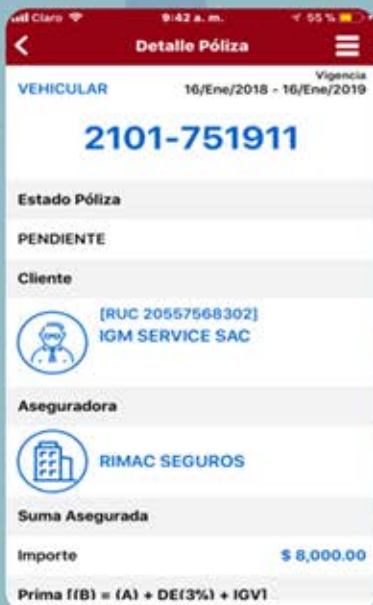 Claro 9:42 a. m. 55 %
Detalle Póliza
VEHICULAR
Vigencia
16/Ene/2018 - 16/Ene/2019
2101-751911
Estado Póliza
PENDIENTE
Cliente
[RUC 20557568302]
IGM SERVICE SAC
Aseguradora
RIMAC SEGUROS
Suma Asegurada
Importe $ 8,000.00
Prima [(B) = (A) + DE(3%) + IGV]